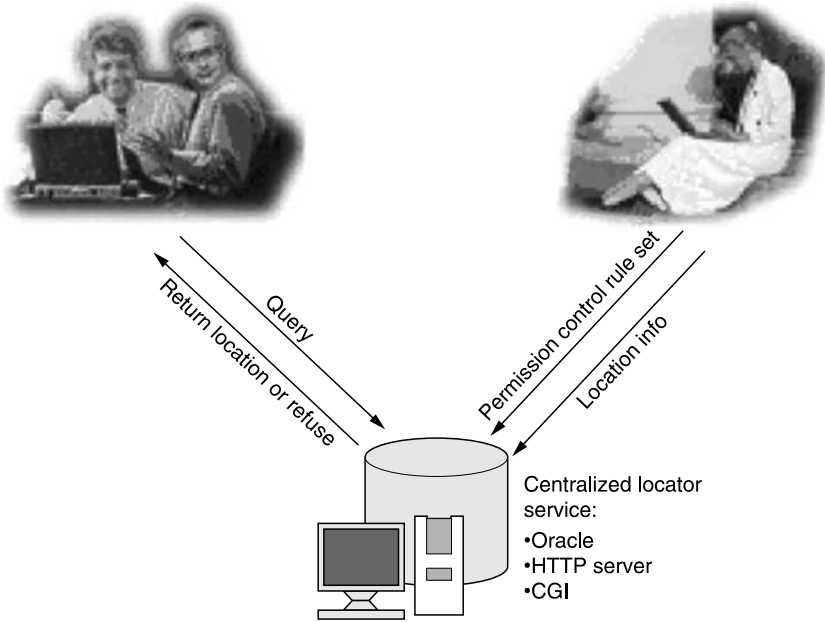 Query
Return location or refuse
Permission control rule set
Location info
Centralized locator
service:
•Oracle
•HTTP server
•CGI